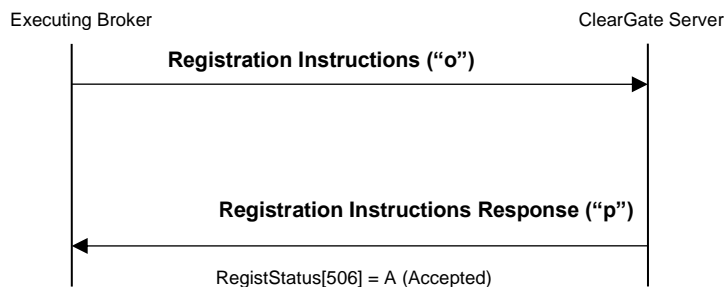 Executing Broker
ClearGate Server
Registration Instructions (“o”)
Registration Instructions Response (“p”)
RegistStatus[506] = A (Accepted)